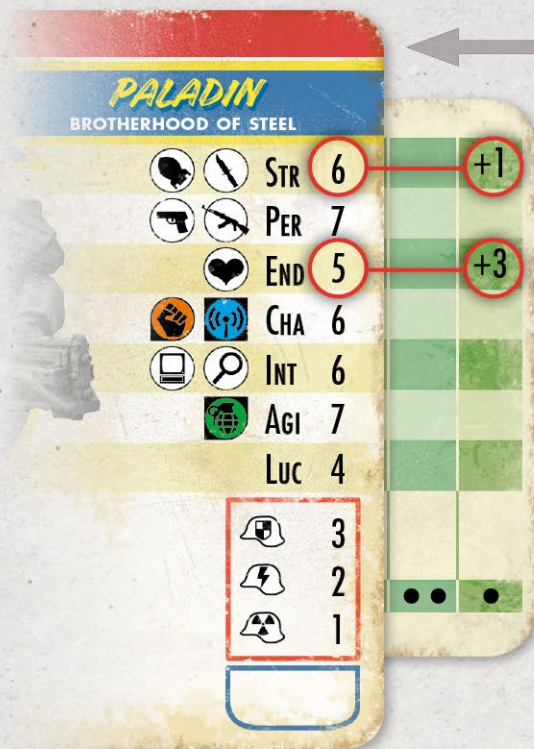 PALADIN
BROTHERHOOD OF STEEL
STR 6 +1
PER 7
END 5 +3
CHA 6
INT 6
AGI 7
LUC 4
3
2
1